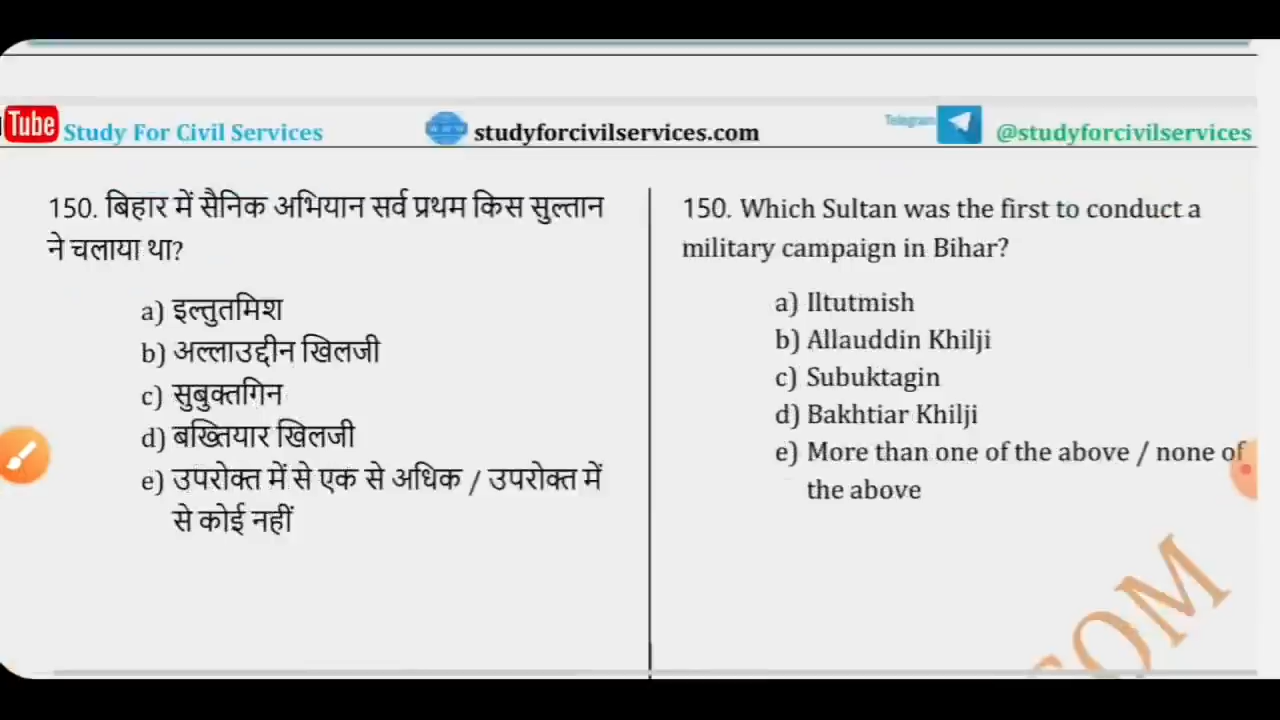 Tube Study For Civil Services
studyforcivilservices.com
Telegram @studyforcivilservices
150. बिहार में सैनिक अभियान सर्व प्रथम किस सुल्तान
ने चलाया था?
a) इल्तुतमिश
b) अल्लाउद्दीन खिलजी
c) सुबुक्तगिन
d) बख्तियार खिलजी
e) उपरोक्त में से एक से अधिक / उपरोक्त में
से कोई नहीं
150. Which Sultan was the first to conduct a
military campaign in Bihar?
a) Iltutmish
b) Allauddin Khilji
c) Subuktagin
d) Bakhtiar Khilji
e) More than one of the above / none of
the above
COM